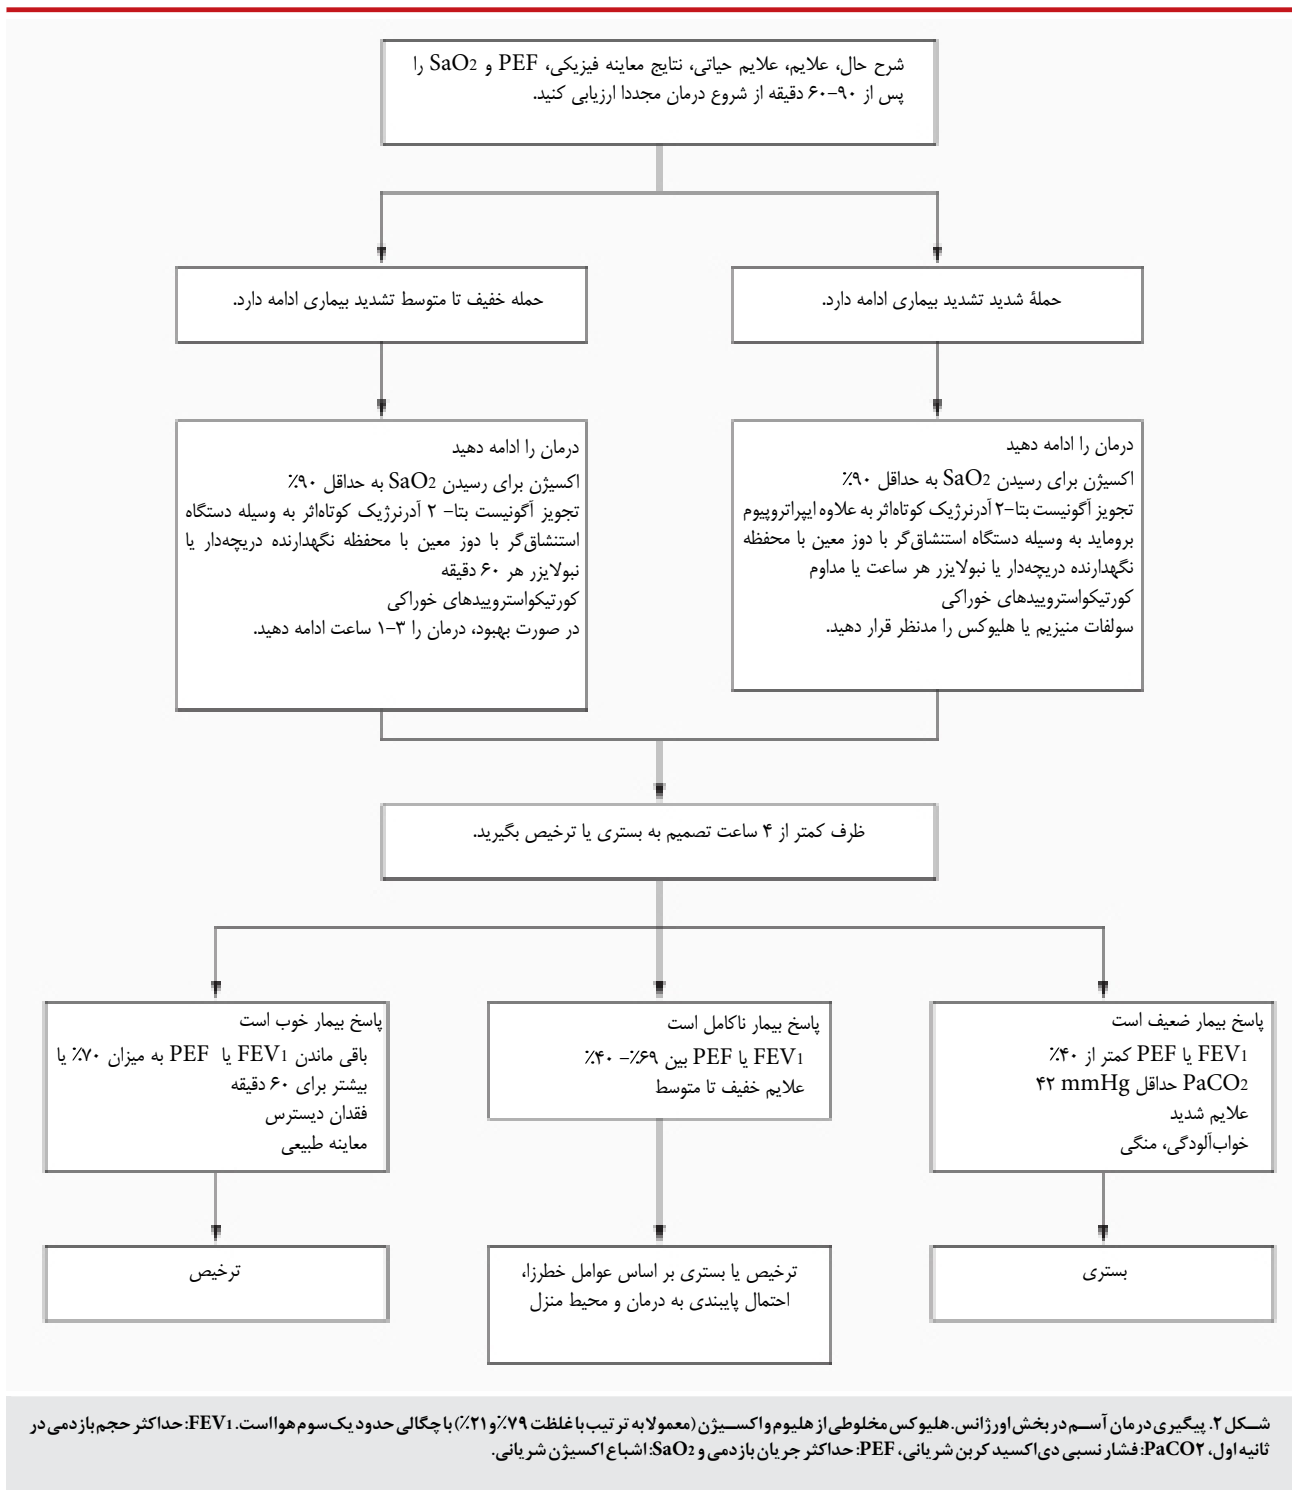 شرح حال، علایم، علایم حیاتی، نتایج معاینه فیزیکی، PEF و SaO2 را
پس از ۹۰-۶۰ دقیقه از شروع درمان مجددا ارزیابی کنید.
حملهٔ شدید تشدید بیماری ادامه دارد.
حمله خفیف تا متوسط تشدید بیماری ادامه دارد.
درمان را ادامه دهید
اکسیژن برای رسیدن SaO2 به حداقل ۹۰٪
تجویز آگونیست بتا-۲ آدرنرژیک کوتاه‌اثر به علاوه ایپراتروپیوم
بروماید به وسیله دستگاه استنشاق‌گر با دوز معین با محفظه
نگهدارنده دریچه‌دار یا نبولایزر هر ساعت یا مداوم
کورتیکواستروییدهای خوراکی
سولفات منیزیم یا هلیوکس را مدنظر قرار دهید.
درمان را ادامه دهید
اکسیژن برای رسیدن SaO2 به حداقل ۹۰٪
تجویز آگونیست بتا- ۲ آدرنرژیک کوتاه‌اثر به وسیله دستگاه
استنشاق‌گر با دوز معین با محفظه نگهدارنده دریچه‌دار یا
نبولایزر هر ۶۰ دقیقه
کورتیکواستروییدهای خوراکی
در صورت بهبود، درمان را ۳-۱ ساعت ادامه دهید.
ظرف کمتر از ۴ ساعت تصمیم به بستری یا ترخیص بگیرید.
پاسخ بیمار ضعیف است
FEV1 یا PEF کمتر از ۴۰٪
PaCO2 حداقل ۴۲ mmHg
علایم شدید
خواب‌آلودگی، منگی
پاسخ بیمار ناکامل است
FEV1 یا PEF بین ۶۹٪- ۴۰٪
علایم خفیف تا متوسط
پاسخ بیمار خوب است
باقی ماندن FEV1 یا PEF به میزان ۷۰٪ یا
بیشتر برای ۶۰ دقیقه
فقدان دیسترس
معاینه طبیعی
بستری
ترخیص یا بستری بر اساس عوامل خطرزا،
احتمال پایبندی به درمان و محیط منزل
ترخیص
شکل ۲. پیگیری درمان آسم در بخش اورژانس. هلیوکس مخلوطی از هلیوم و اکسیژن (معمولا به ترتیب با غلظت ۷۹٪ و ۲۱٪) با چگالی حدود یک سوم هوا است. FEV1: حداکثر حجم بازدمی در
ثانیه اول، PaCO۲: فشار نسبی دی‌اکسید کربن شریانی، PEF: حداکثر جریان بازدمی و SaO2: اشباع اکسیژن شریانی.